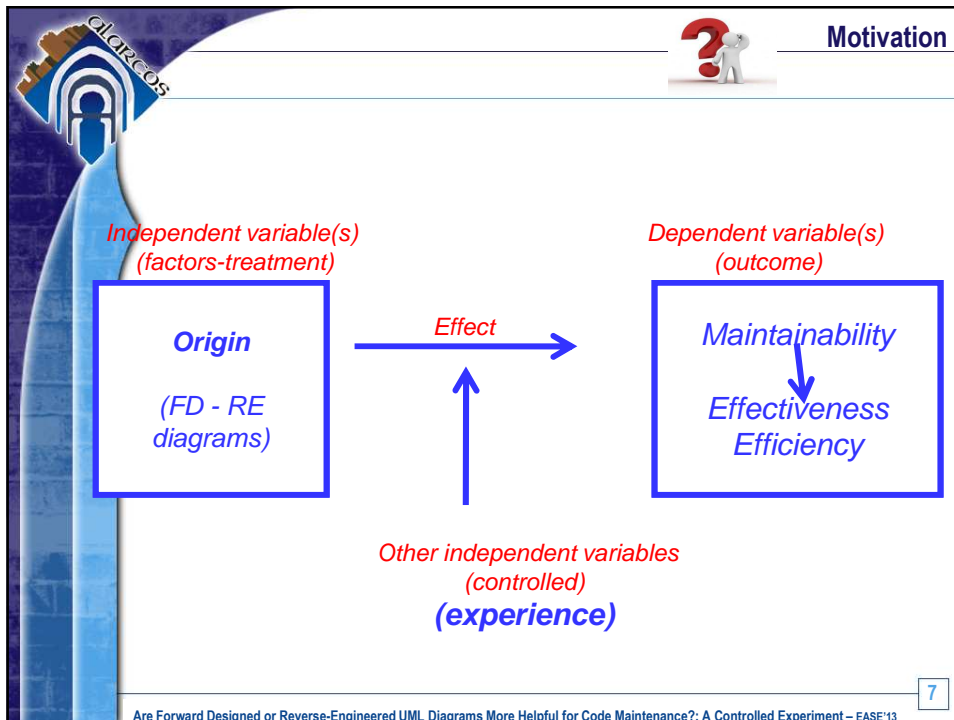 alarcos
Motivation
Independent variable(s)
(factors-treatment)
Dependent variable(s)
(outcome)
Origin
(FD - RE
diagrams)
Effect
Maintainability
Effectiveness
Efficiency
Other independent variables
(controlled)
(experience)
7
Are Forward Designed or Reverse-Engineered UML Diagrams More Helpful for Code Maintenance?: A Controlled Experiment – EASE'13